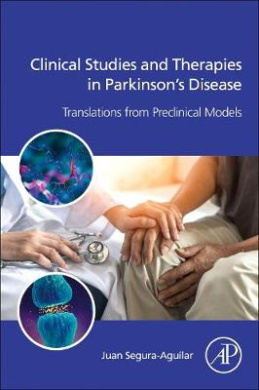 Clinical Studies and Therapies
in Parkinson's Disease
Translations from Preclinical Models
Juan Segura-Aguilar
AP